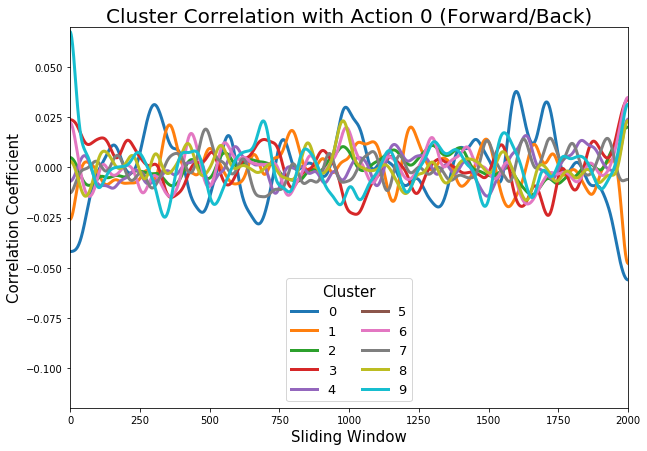 Cluster Correlation with Action 0 (Forward/Back)
Correlation Coefficient
0.050
0.025
0.000
−0.025
−0.050
−0.075
−0.100
Cluster
0 5
1 6
2 7
3 8
4 9
0 250 500 750 1000 1250 1500 1750 2000
Sliding Window